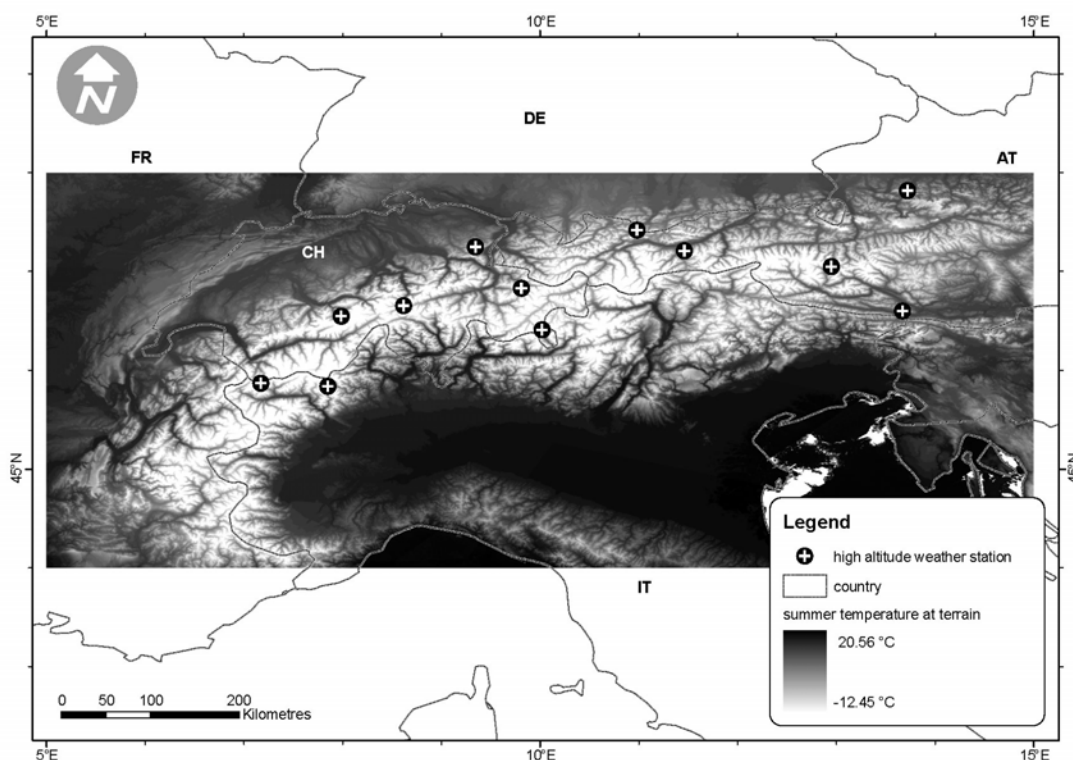 5°E
10°E
15°E
N
DE
FR
AT
CH
45°N
45°N
IT
Legend
high altitude weather station
country
summer temperature at terrain
20.56 °C
-12.45 °C
0 50 100 200
Kilometres
5°E
10°E
15°E